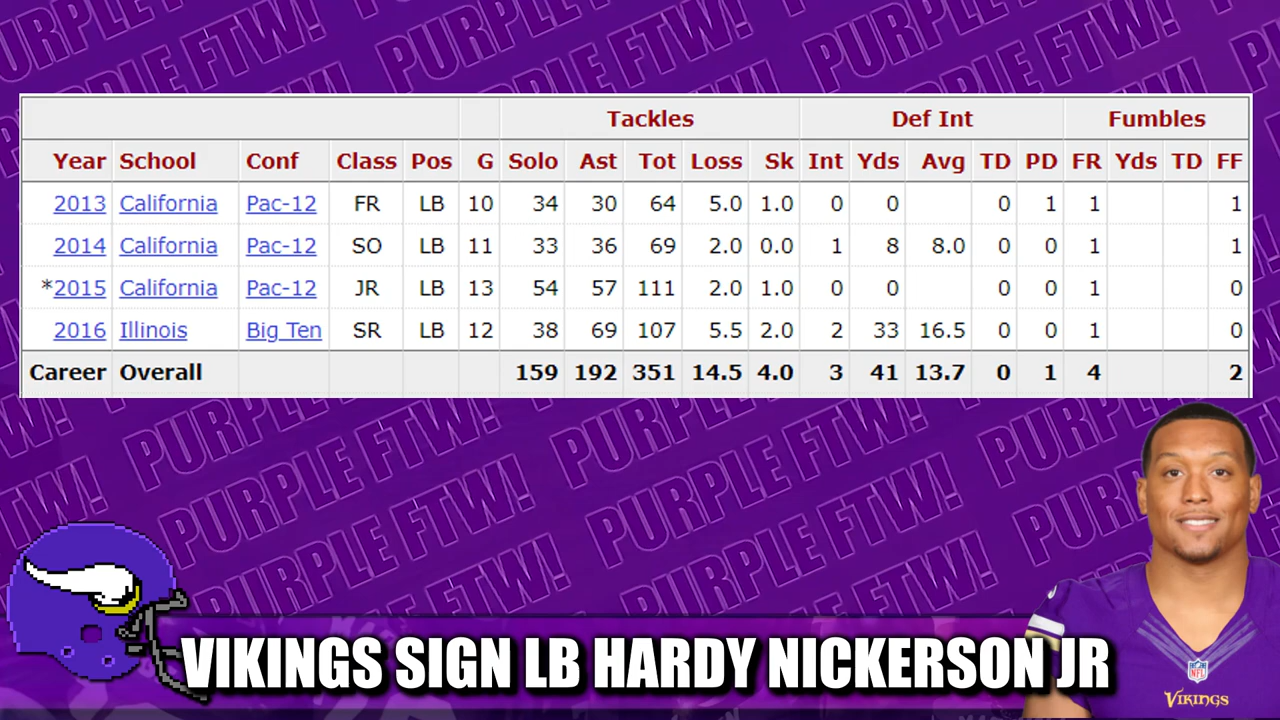 PURPLE FTW!
Tackles Def Int Fumbles
Year School Conf Class Pos G Solo Ast Tot Loss Sk Int Yds Avg TD PD FR Yds TD FF
2013 California Pac-12 FR LB 10 34 30 64 5.0 1.0 0 0 0 1 1 1
2014 California Pac-12 SO LB 11 33 36 69 2.0 0.0 1 8 8.0 0 0 1 1
*2015 California Pac-12 JR LB 13 54 57 111 2.0 1.0 0 0 0 0 1 0
2016 Illinois Big Ten SR LB 12 38 69 107 5.5 2.0 2 33 16.5 0 0 1 0
Career Overall 159 192 351 14.5 4.0 3 41 13.7 0 1 4 2
VIKINGS SIGN LB HARDY NICKERSON JR
NFL
VIKINGS